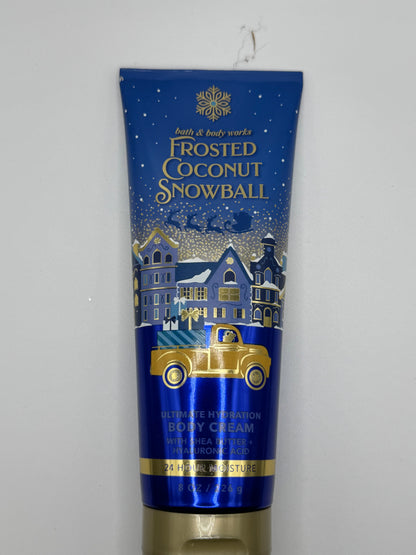 bath & body works
FROSTED
COCONUT
SNOWBALL
ULTIMATE HYDRATION
BODY CREAM
WITH SHEA BUTTER +
HYALURONIC ACID
24 HOUR MOISTURE
8 OZ / 226 g